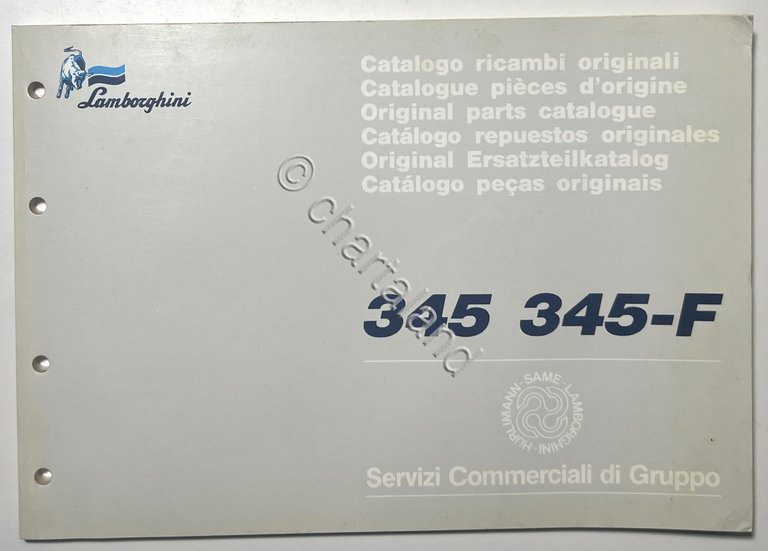 Lamborghini
Catalogo ricambi originali
Catalogue pièces d'origine
Original parts catalogue
Catálogo repuestos originales
Original Ersatzteilkatalog
Catálogo peças originais
© chartaland
345 345-F
SAME-LAMBORGHINI-HURLIMANN-
Servizi Commerciali di Gruppo